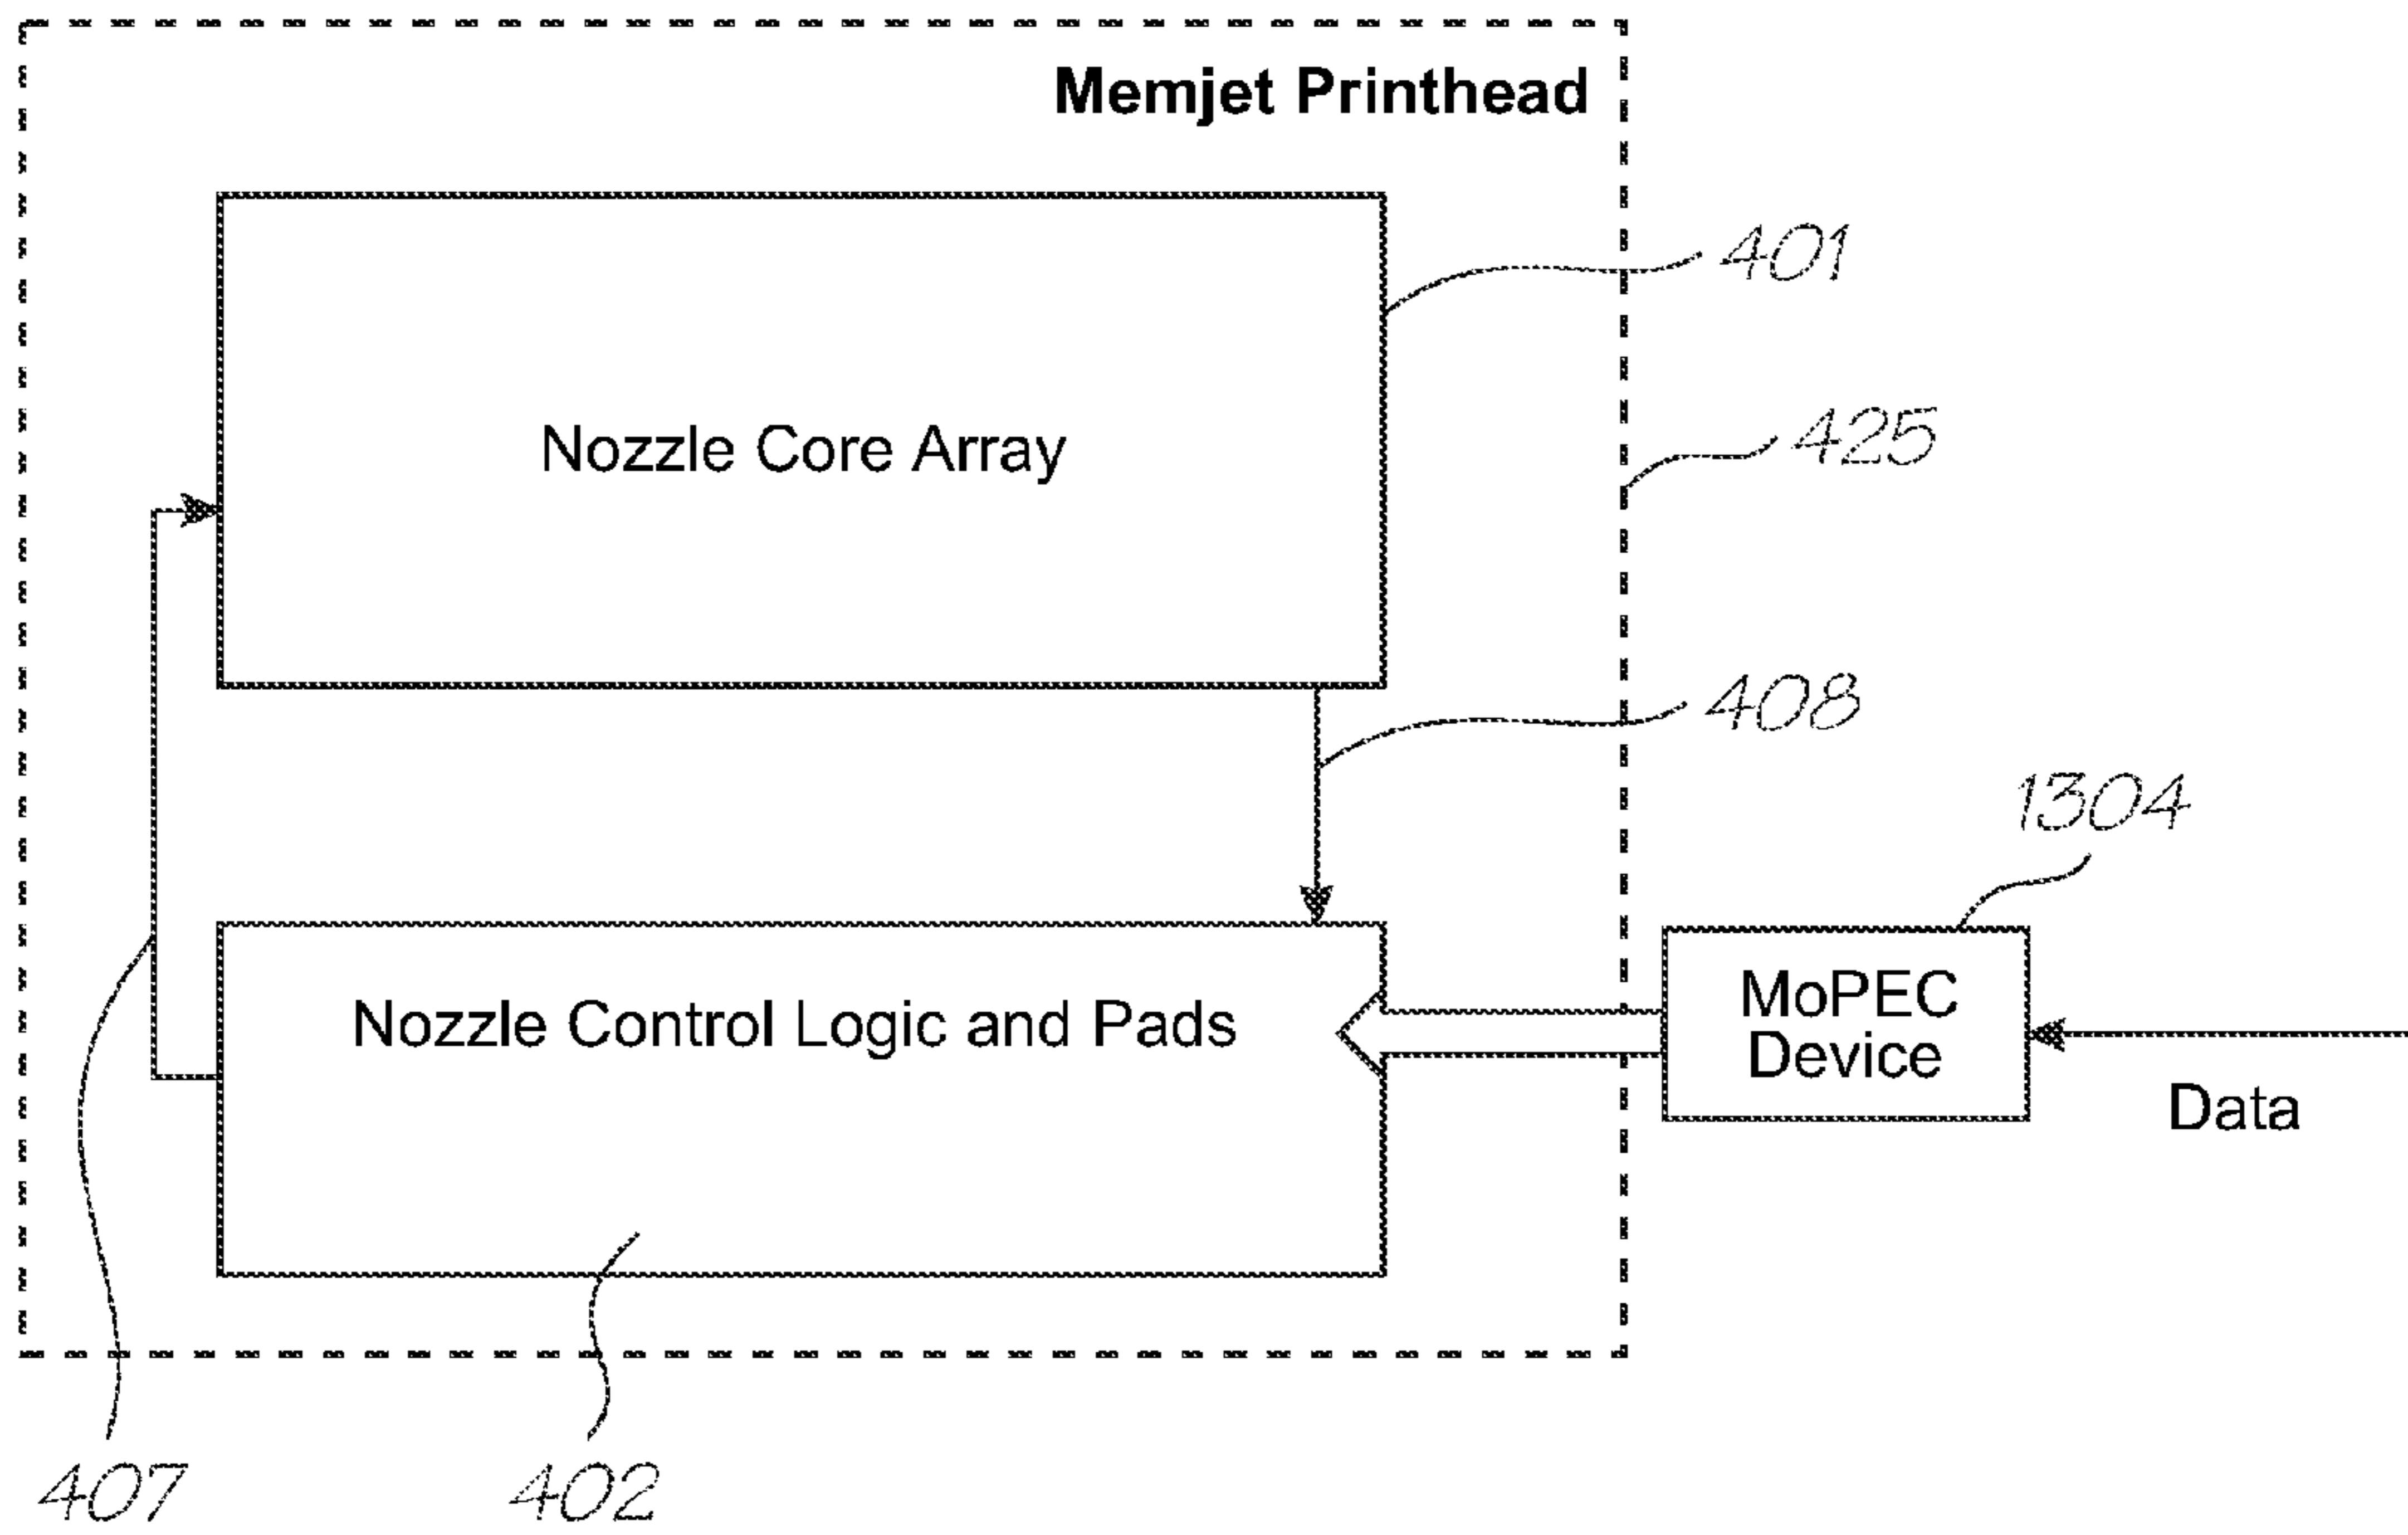 Memjet Printhead
401
Nozzle Core Array
425
408
1304
Nozzle Control Logic and Pads
MoPEC
Device
Data
407
402